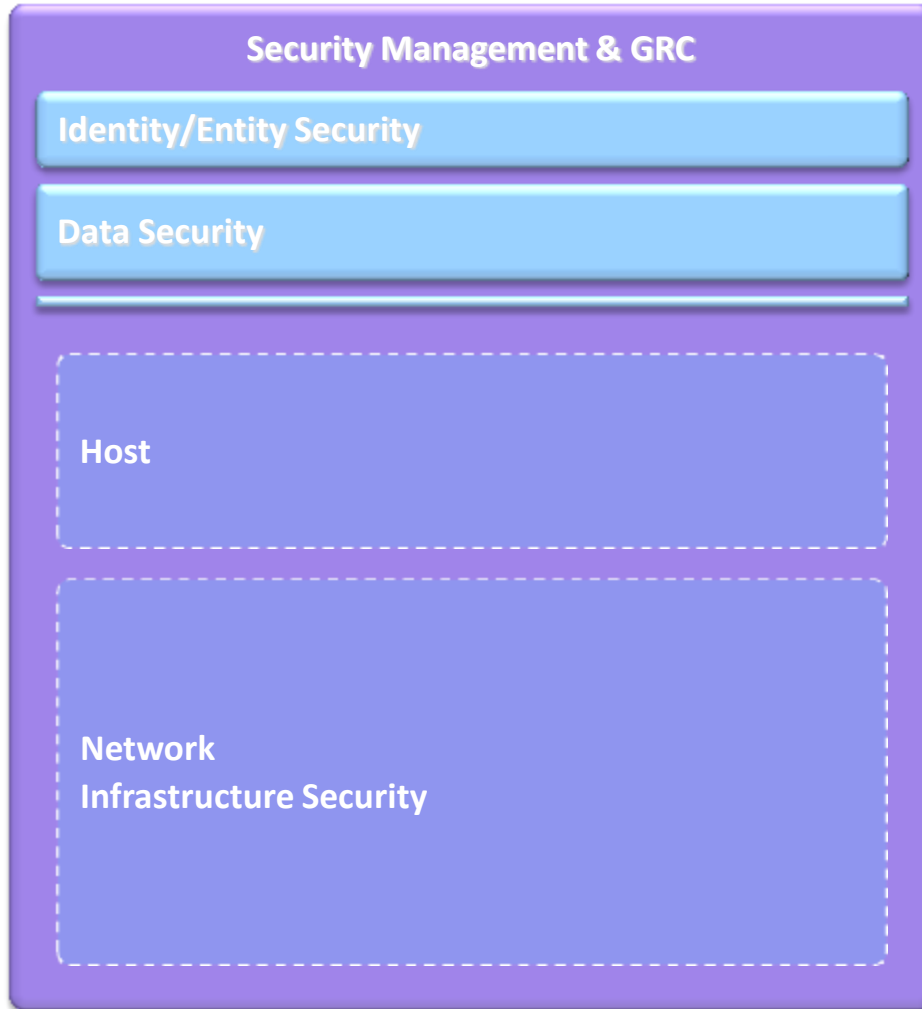 Security Management & GRC
Identity/Entity Security
Data Security
Host
Network
Infrastructure Security